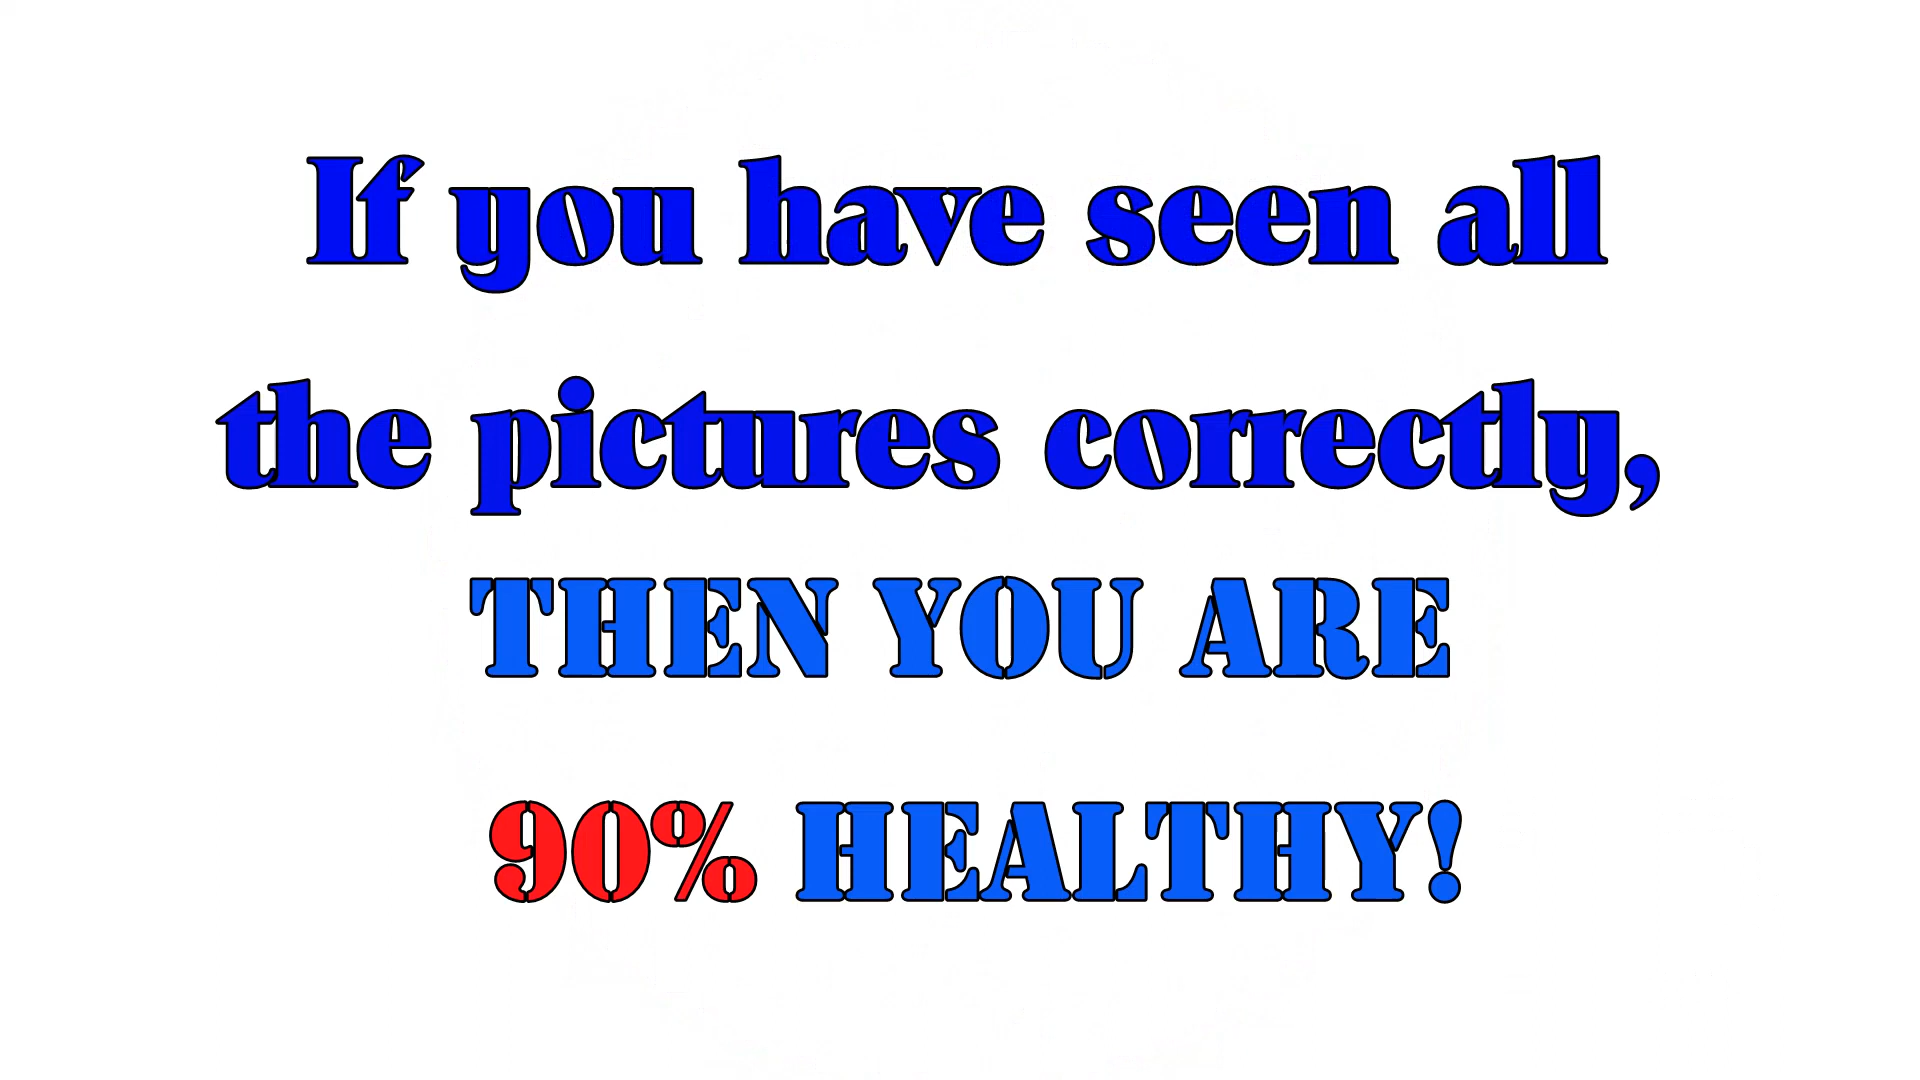 If you have seen all
the pictures correctly,
THEN YOU ARE
90% HEALTHY!